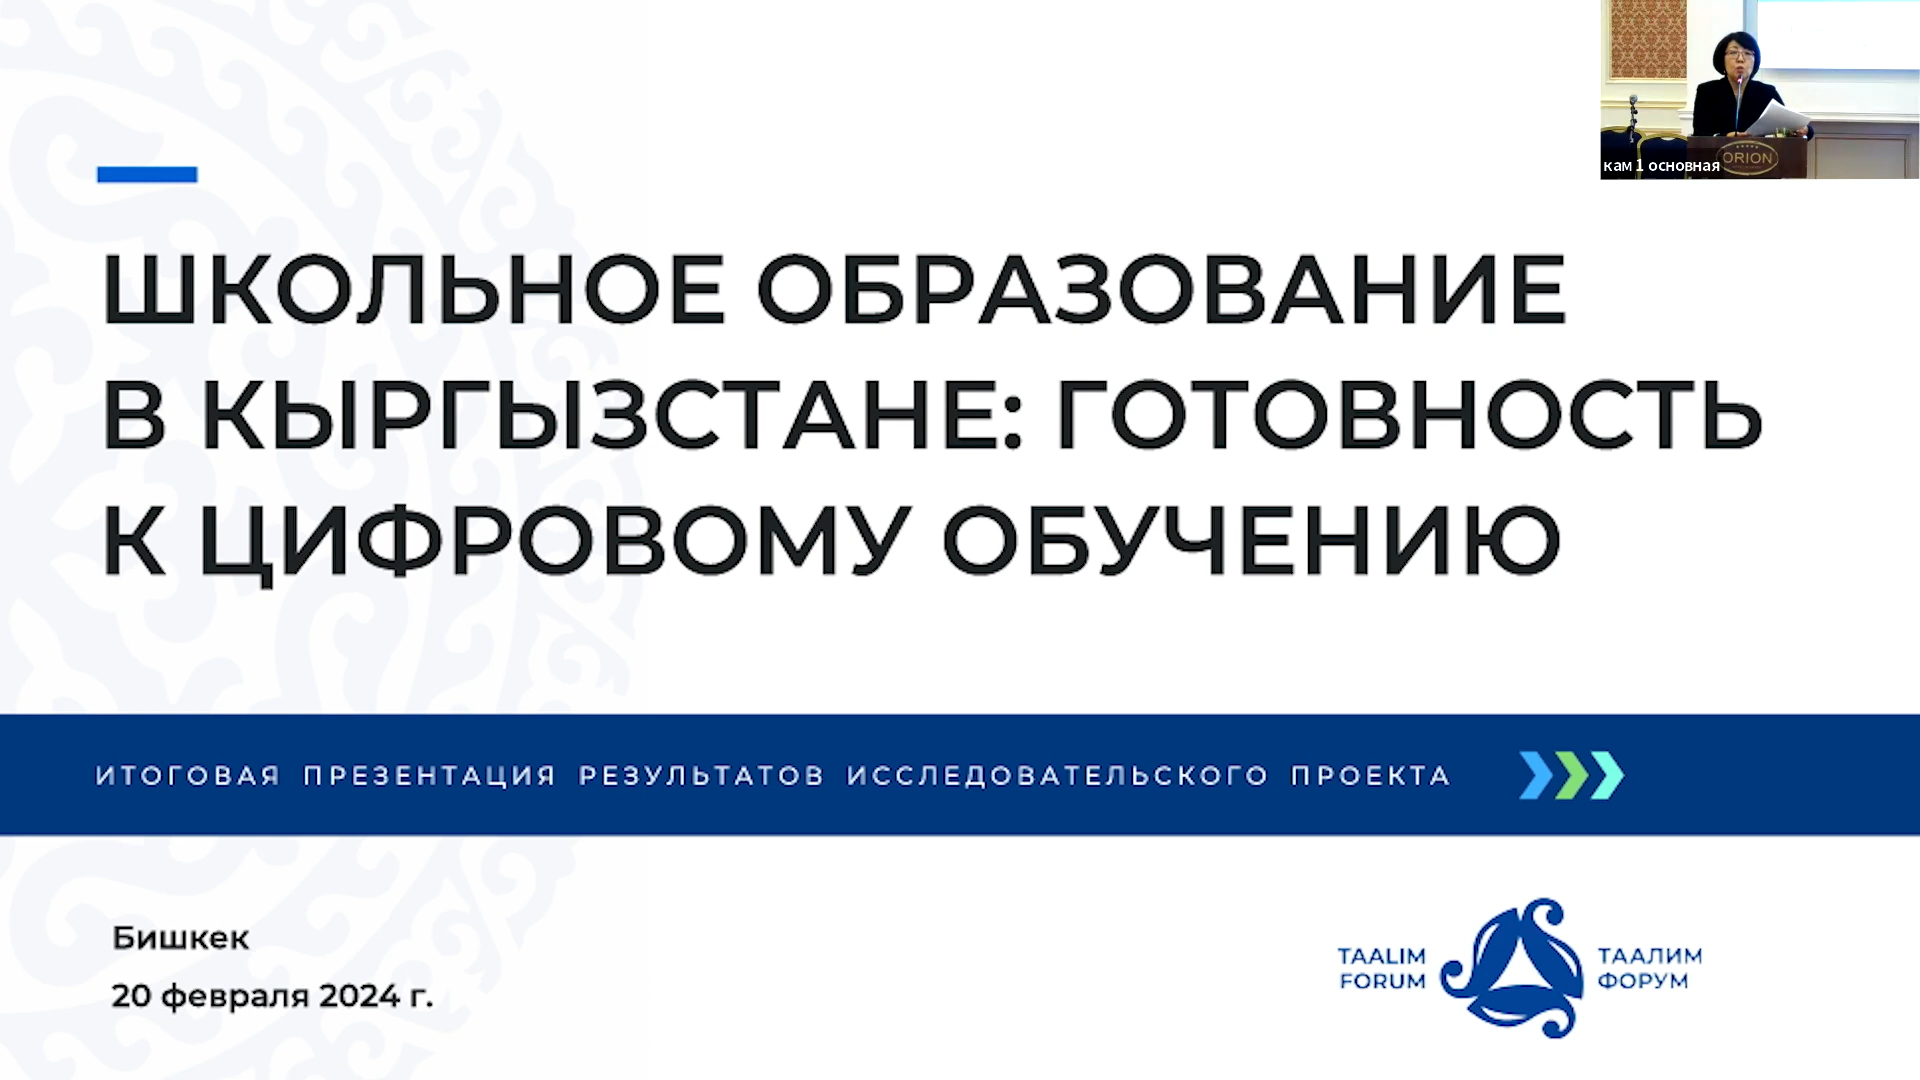 кам 1 основная
ORION
ШКОЛЬНОЕ ОБРАЗОВАНИЕ
В КЫРГЫЗСТАНЕ: ГОТОВНОСТЬ
К ЦИФРОВОМУ ОБУЧЕНИЮ
ИТОГОВАЯ ПРЕЗЕНТАЦИЯ РЕЗУЛЬТАТОВ ИССЛЕДОВАТЕЛЬСКОГО ПРОЕКТА
Бишкек
20 февраля 2024 г.
TAALIM
FORUM
ТААЛИМ
ФОРУМ